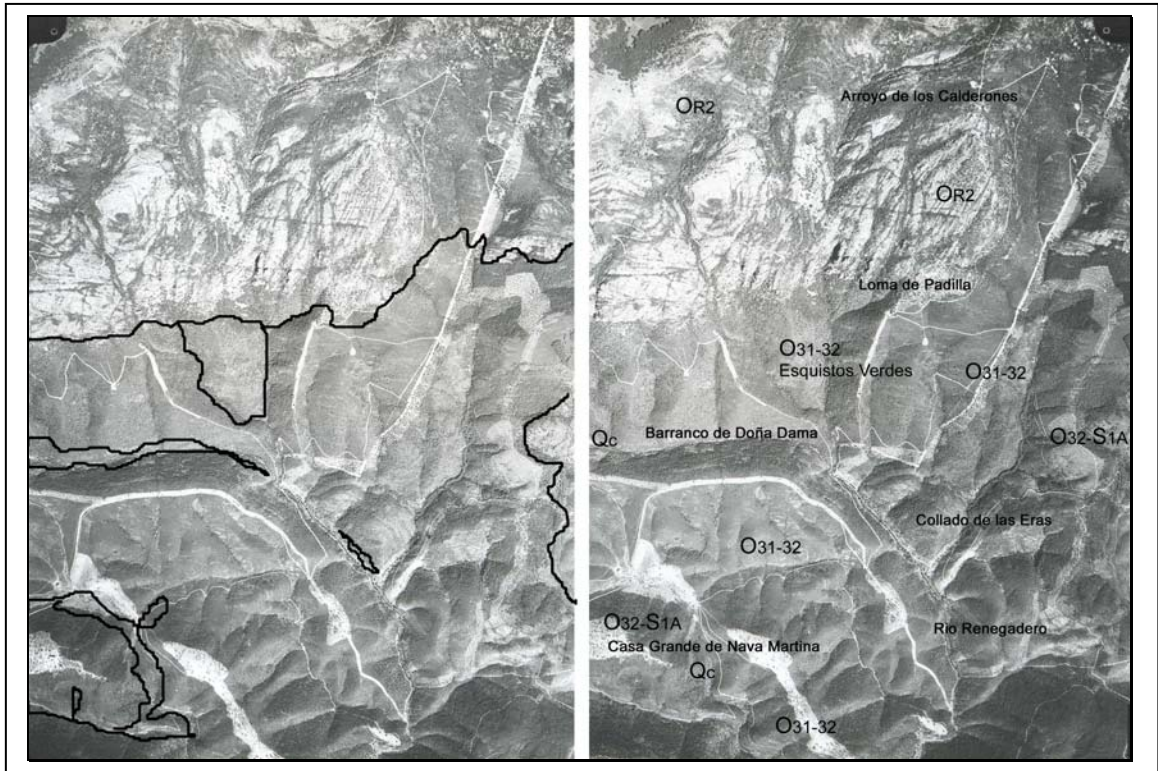 Arroyo de los Calderones
OR2
OR2
Loma de Padilla
O31-32
Esquistos Verdes
O31-32
Qc
Barranco de Doña Dama
O32-S1A
Collado de las Eras
O31-32
O32-S1A
Rio Renegadero
Casa Grande de Nava Martina
Qc
O31-32